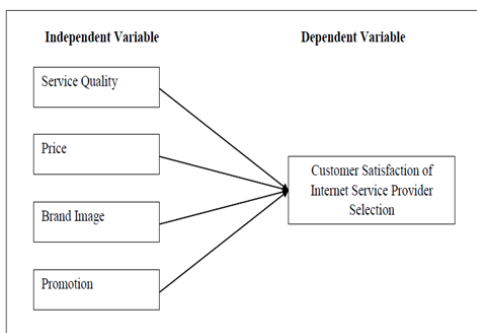 Independent Variable
Dependent Variable
Service Quality
Price
Brand Image
Promotion
Customer Satisfaction of
Internet Service Provider
Selection